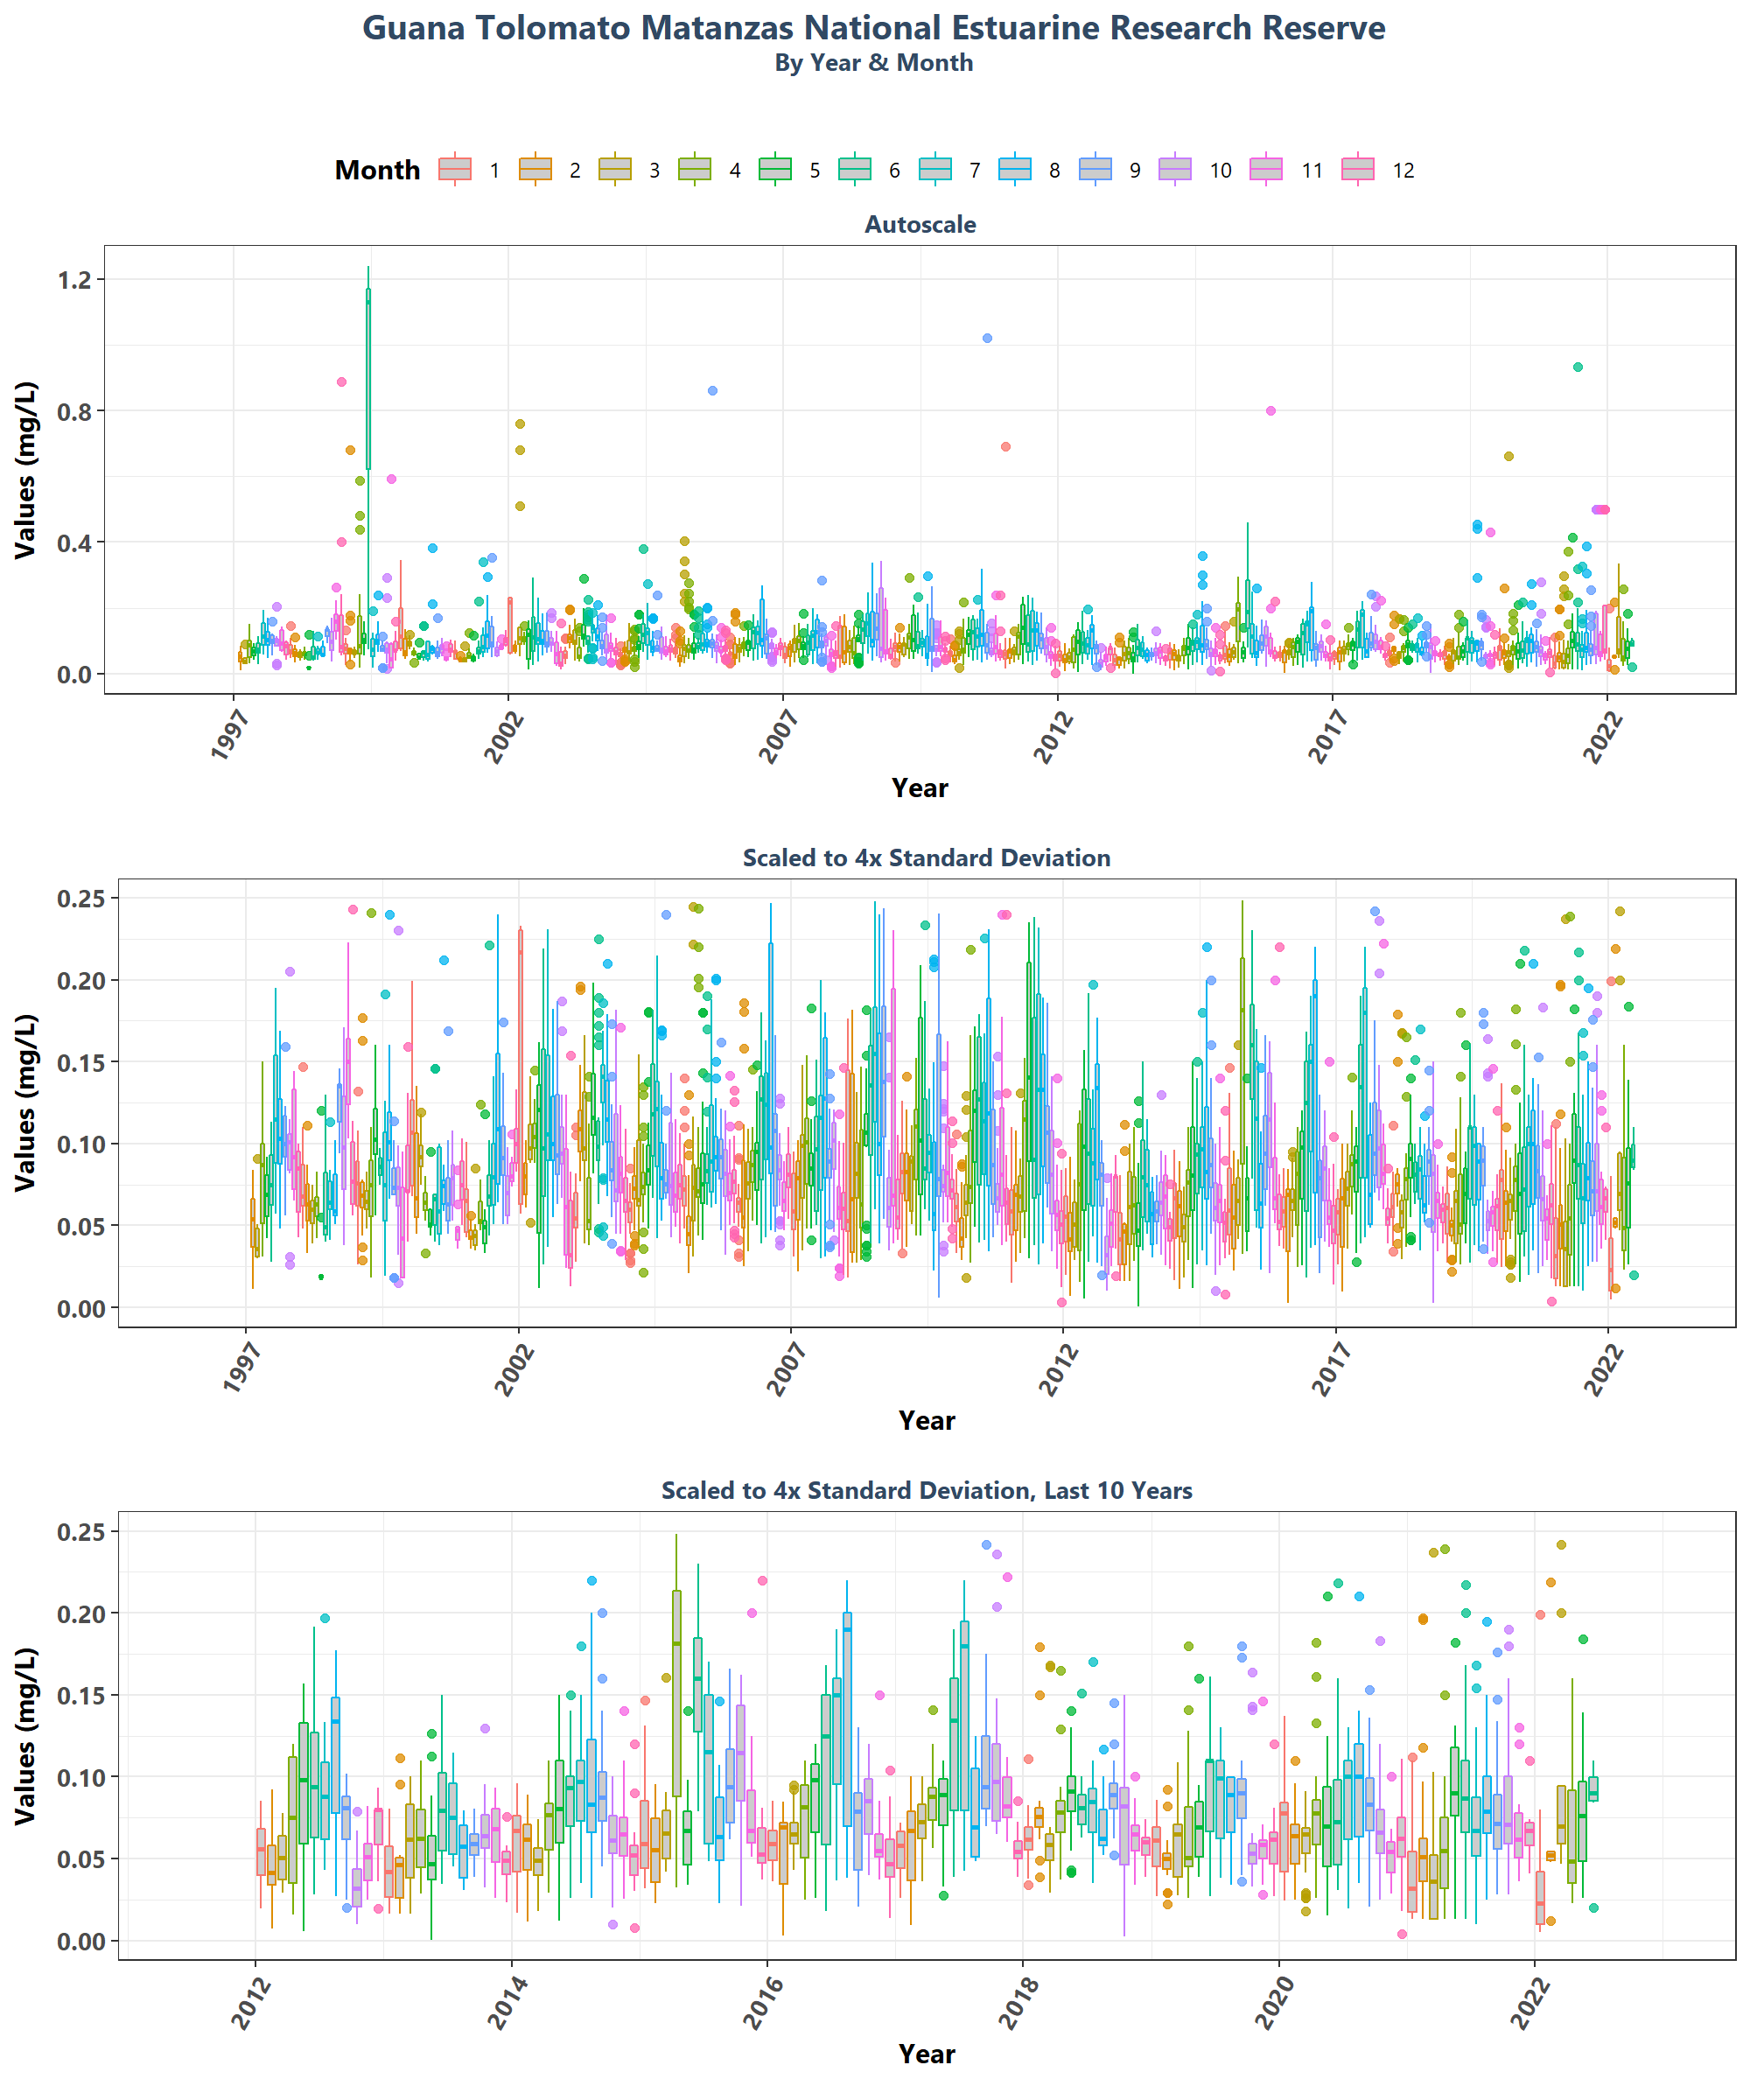 Guana Tolomato Matanzas National Estuarine Research Reserve
By Year & Month
Month 1 2 3 4 5 6 7 8 9 10 11 12
Autoscale
Values (mg/L)
1.2
0.8
0.4
0.0
1997 2002 2007 2012 2017 2022
Year
Scaled to 4x Standard Deviation
Values (mg/L)
0.25
0.20
0.15
0.10
0.05
0.00
1997 2002 2007 2012 2017 2022
Year
Scaled to 4x Standard Deviation, Last 10 Years
Values (mg/L)
0.25
0.20
0.15
0.10
0.05
0.00
2012 2014 2016 2018 2020 2022
Year